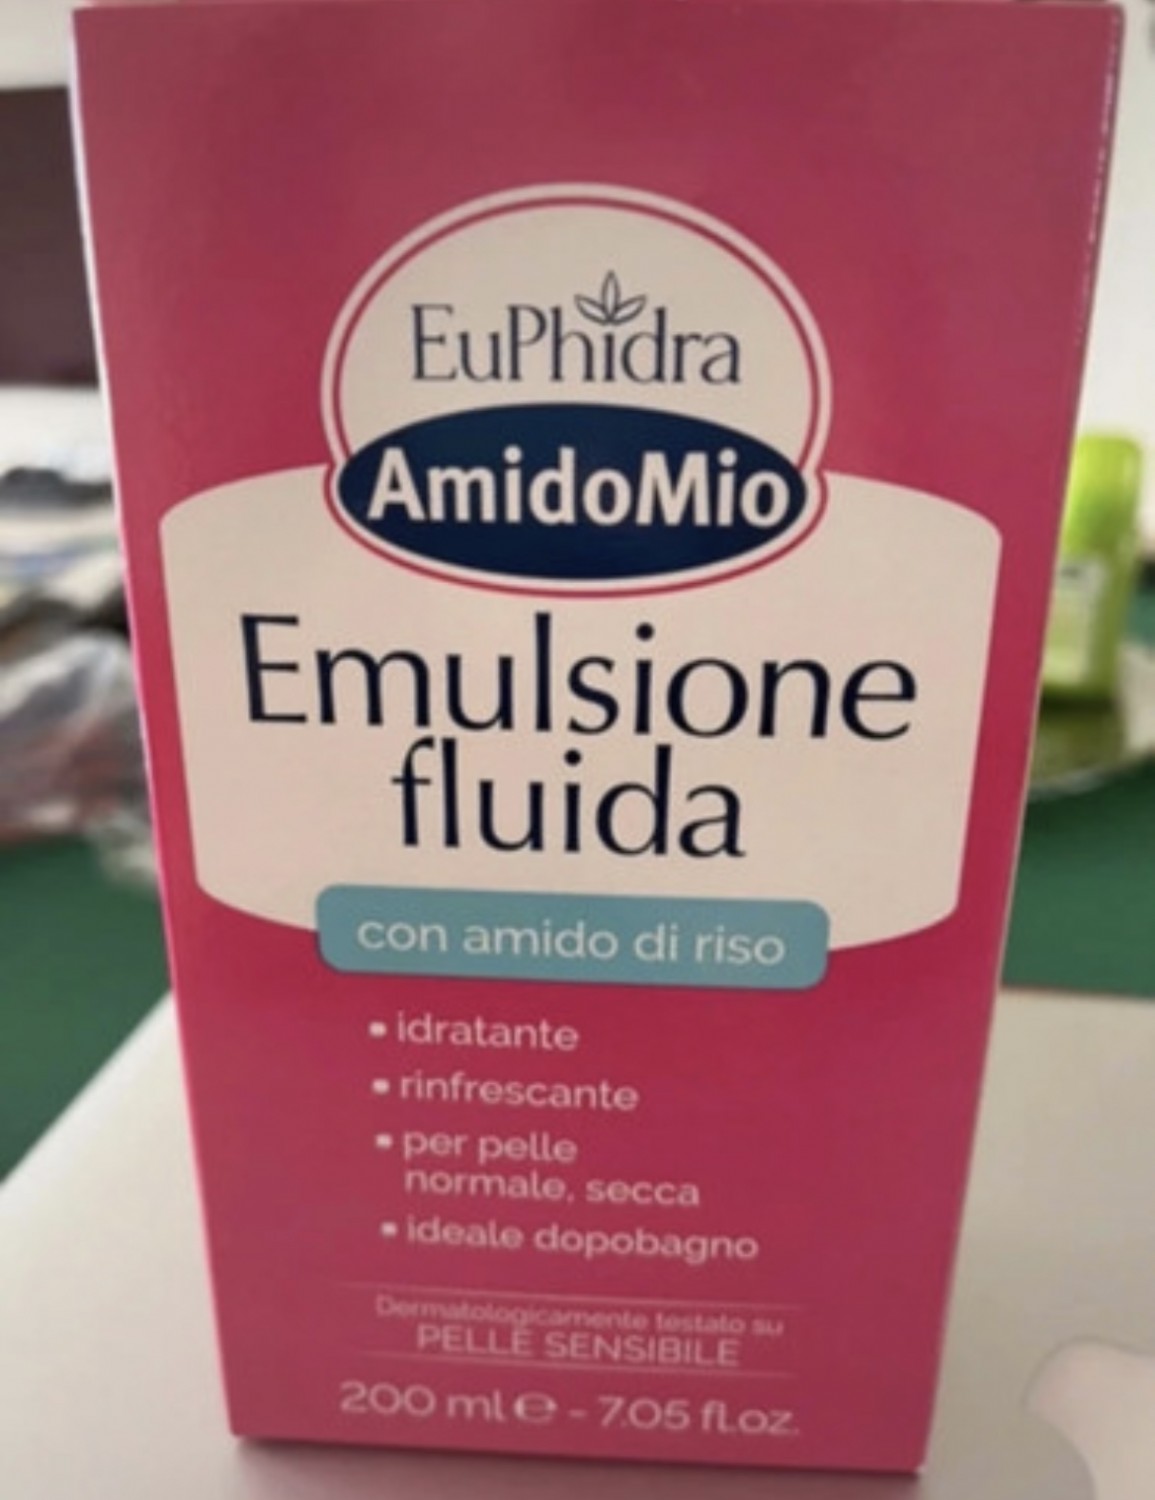 EuPhidra
AmidoMio
Emulsione
fluida
con amido di riso
▪ idratante
▪ rinfrescante
▪ per pelle
normale, secca
▪ ideale dopobagno
Dermatologicamente testato su
PELLE SENSIBILE
200 ml ℮ - 7.05 fl.oz.